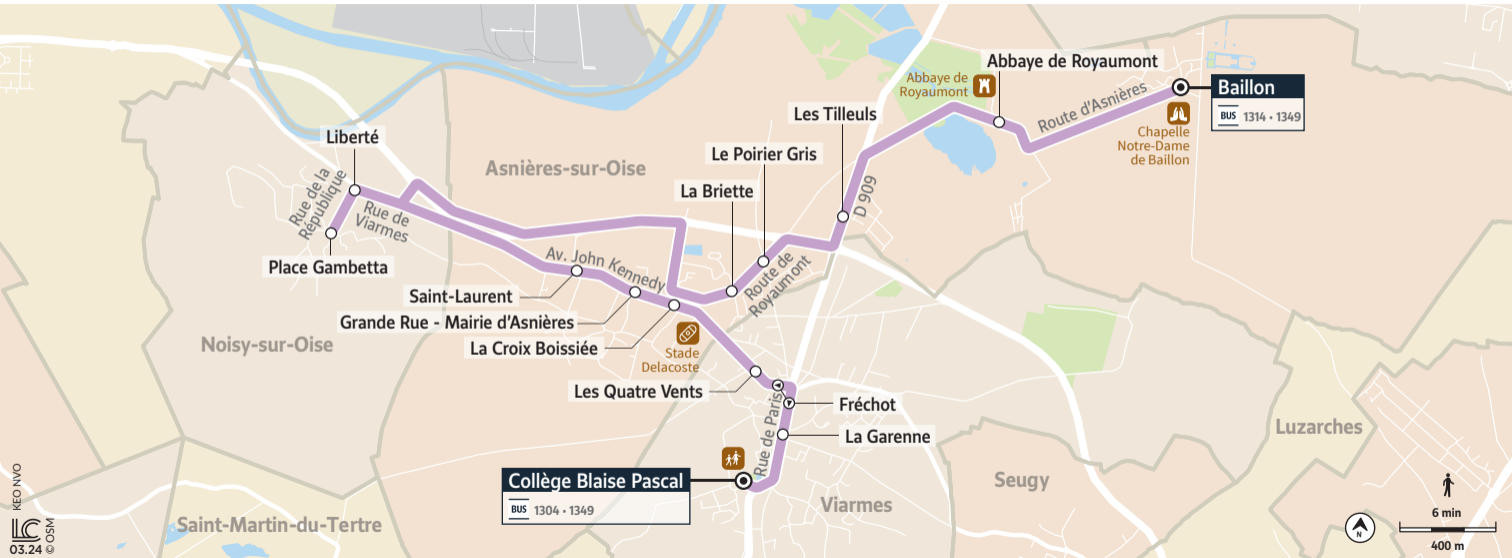 Abbaye de Royaumont
Abbaye de
Royaumont
Baillon
BUS 1314 • 1349
Route d'Asnières
Chapelle
Notre-Dame
de Baillon
Les Tilleuls
Liberté
Le Poirier Gris
Asnières-sur-Oise
La Briette
D 909
Rue de la
République
Rue de
Viarmes
Place Gambetta
Av. John Kennedy
Route de
Royaumont
Saint-Laurent
Grande Rue - Mairie d'Asnières
La Croix Boissiée
Noisy-sur-Oise
Stade
Delacoste
Les Quatre Vents
Fréchot
Rue de Paris
La Garenne
Luzarches
Collège Blaise Pascal
BUS 1304 • 1349
Seugy
Viarmes
Saint-Martin-du-Tertre
KEO NVO
LC
03.24 © OSM
N
6 min
400 m